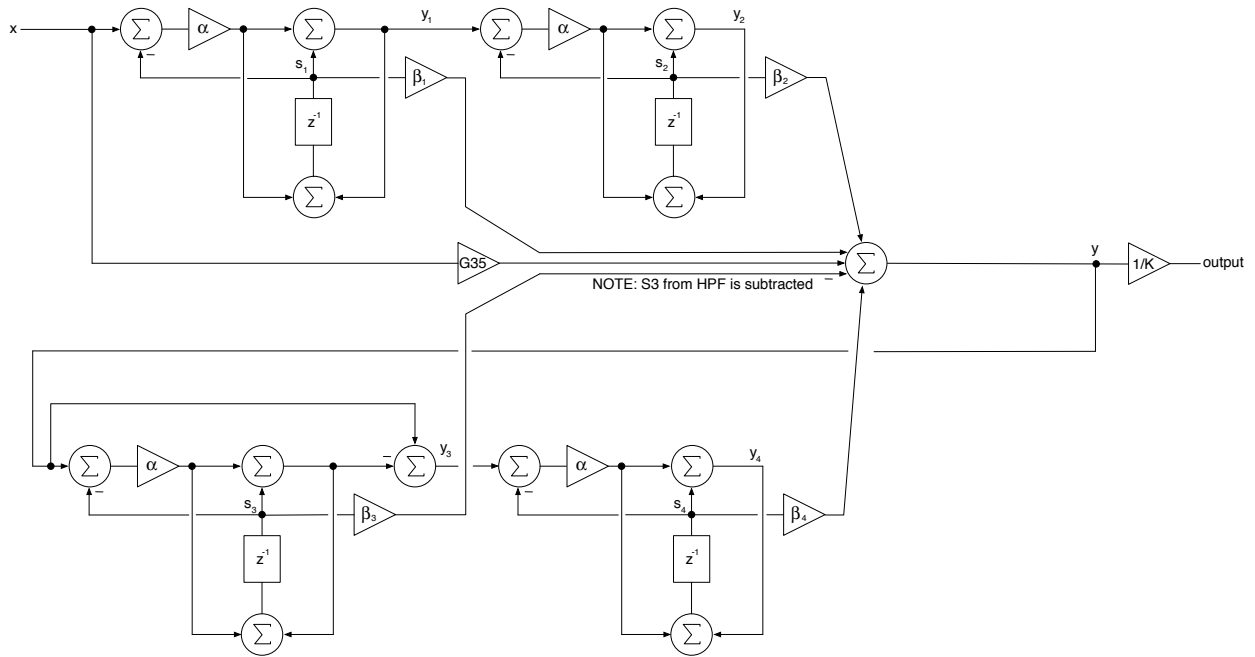 x Σ α Σ y₁ Σ α Σ y₂
− s₁ β₁ − s₂ β₂
z⁻¹ z⁻¹
Σ Σ
G35 Σ y 1/K output
NOTE: S3 from HPF is subtracted −
Σ α Σ − Σ y₃ Σ α Σ y₄
− s₃ β₃ − s₄ β₄
z⁻¹ z⁻¹
Σ Σ